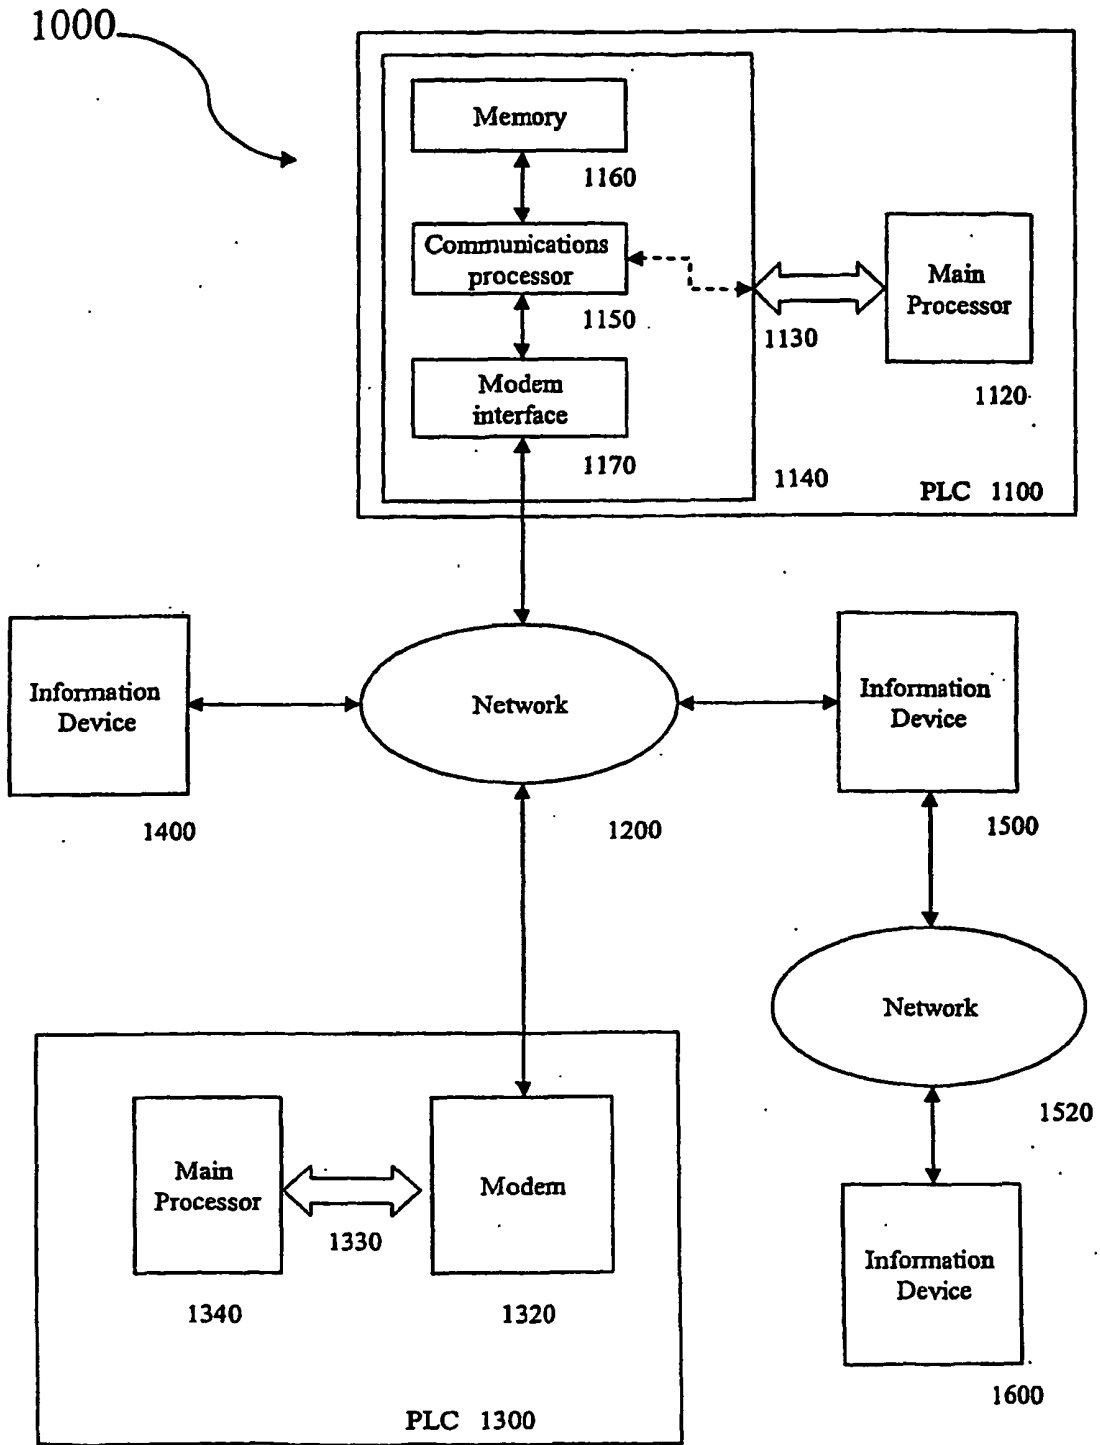 1000
Memory
1160
Communications
processor
1150
Modem
interface
1170
1130
Main
Processor
1120
1140
PLC 1100
Information
Device
1400
Network
1200
Information
Device
1500
Network
1520
Information
Device
1600
Main
Processor
1340
1330
Modem
1320
PLC 1300